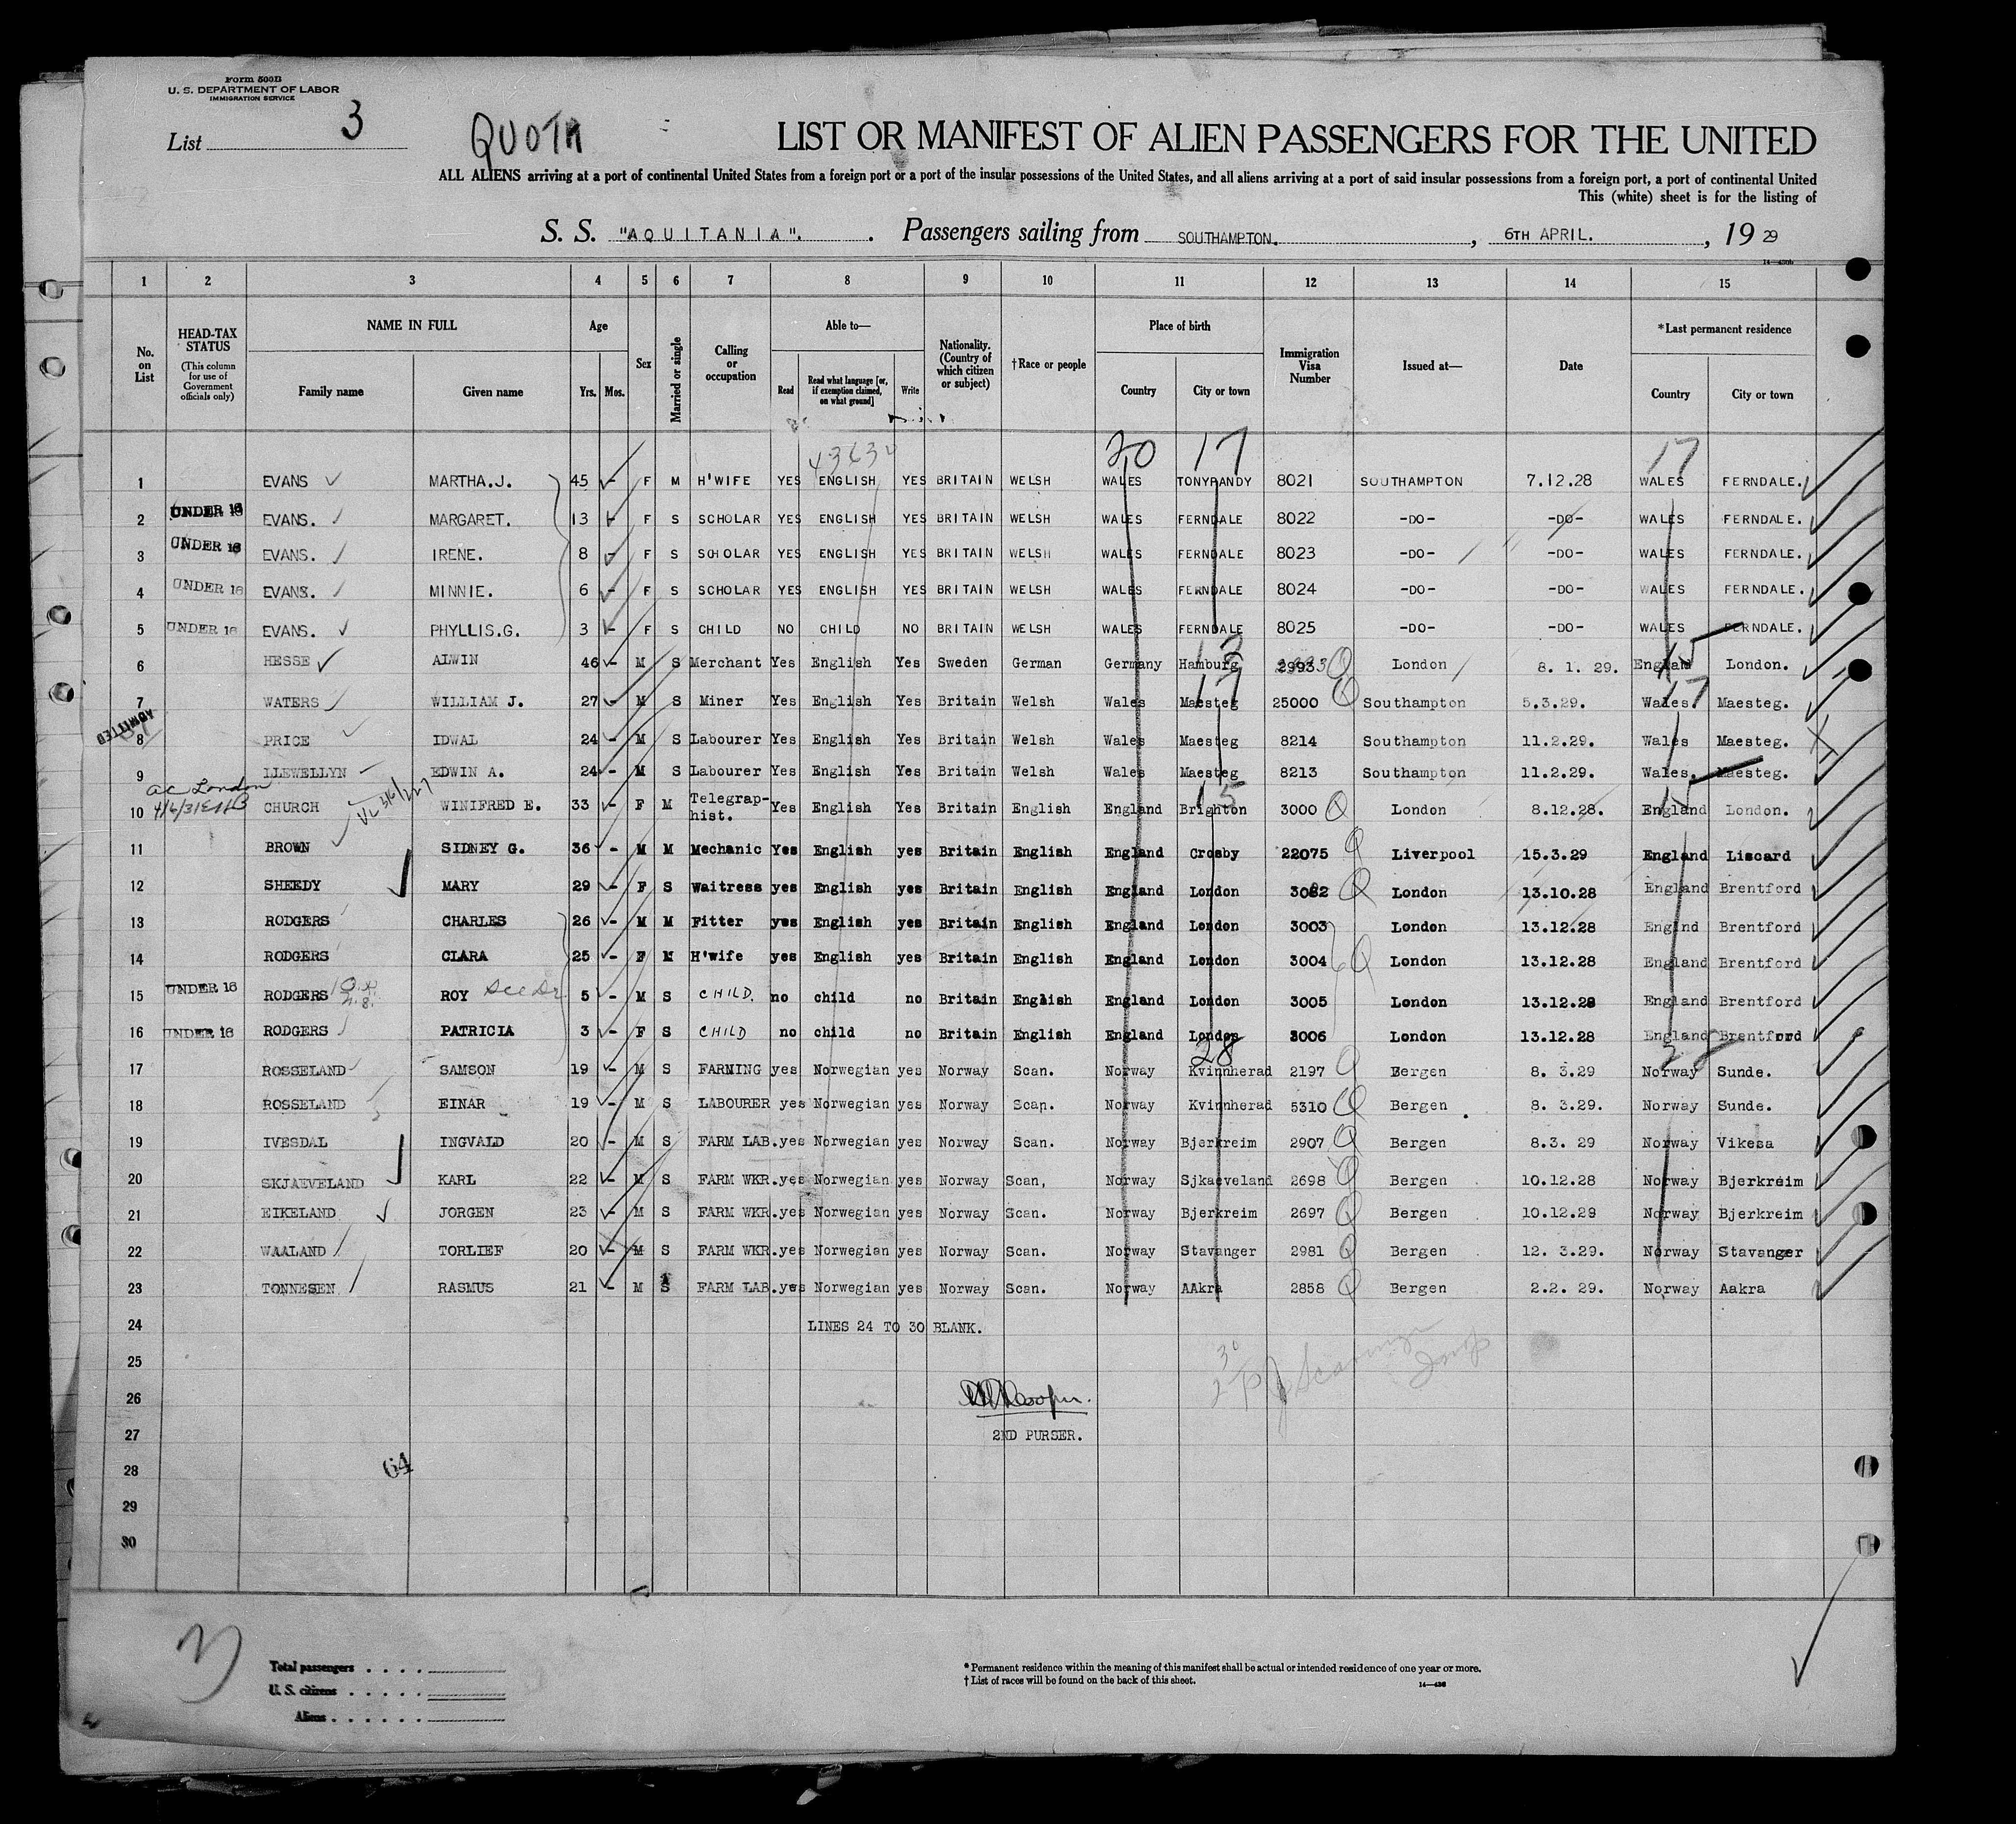 Form 500B
U. S. DEPARTMENT OF LABOR
IMMIGRATION SERVICE
List 3
QUOTA
LIST OR MANIFEST OF ALIEN PASSENGERS FOR THE UNITED
ALL ALIENS arriving at a port of continental United States from a foreign port or a port of the insular possessions of the United States, and all aliens arriving at a port of said insular possessions from a foreign port, a port of continental United
This (white) sheet is for the listing of
S. S. "AQUITANIA". . Passengers sailing from SOUTHAMPTON. , 6TH APRIL. , 19 29
1 2 3 4 5 6 7 8 9 10 11 12 13 14 15
No. on List
HEAD-TAX STATUS (This column for use of Government officials only)
NAME IN FULL Family name Given name
Age Yrs. Mos.
Sex
Married or single
Calling or occupation
Able to— Read Read what language [or, if exemption claimed, on what ground] Write
Nationality. (Country of which citizen or subject)
†Race or people
Place of birth Country City or town
Immigration Visa Number
Issued at—
Date
*Last permanent residence Country City or town
20 17 17
1 EVANS MARTHA.J. 45 - F M H'WIFE YES ENGLISH YES BRITAIN WELSH WALES TONYPANDY 8021 SOUTHAMPTON 7.12.28 WALES FERNDALE.
2 UNDER 16 EVANS. MARGARET. 13 - F S SCHOLAR YES ENGLISH YES BRITAIN WELSH WALES FERNDALE 8022 -DO- -DO- WALES FERNDALE.
3 UNDER 16 EVANS. IRENE. 8 - F S SCHOLAR YES ENGLISH YES BRITAIN WELSH WALES FERNDALE 8023 -DO- -DO- WALES FERNDALE.
4 UNDER 16 EVANS. MINNIE. 6 - F S SCHOLAR YES ENGLISH YES BRITAIN WELSH WALES FERNDALE 8024 -DO- -DO- WALES FERNDALE.
5 UNDER 16 EVANS. PHYLLIS.G. 3 - F S CHILD NO CHILD NO BRITAIN WELSH WALES FERNDALE 8025 -DO- -DO- WALES FERNDALE.
6 HESSE ALWIN 46 - M S Merchant Yes English Yes Sweden German Germany Hamburg 2993 London 8. 1. 29. England London.
7 WATERS WILLIAM J. 27 - M S Miner Yes English Yes Britain Welsh Wales Maesteg 25000 Southampton 5.3.29. Wales. Maesteg.
ADMITTED
8 PRICE IDWAL 24 - M S Labourer Yes English Yes Britain Welsh Wales Maesteg 8214 Southampton 11.2.29. Wales Maesteg.
9 LLEWELLYN EDWIN A. 24 - M S Labourer Yes English Yes Britain Welsh Wales Maesteg 8213 Southampton 11.2.29. Wales. Maesteg.
ac London
10 CHURCH WINIFRED E. 33 - F M Telegrap-hist. Yes English Yes Britain English England Brighton 3000 London 8.12.28. England London.
11 BROWN SIDNEY G. 36 - M M Mechanic Yes English yes Britain English England Crosby 22075 Liverpool 15.3.29 England Liscard
12 SHEEDY MARY 29 - F S Waitress yes English yes Britain English England London 3082 London 13.10.28 England Brentford
13 RODGERS CHARLES 26 - M M Fitter yes English yes Britain English England London 3003 London 13.12.28 Englnd Brentford
14 RODGERS CLARA 25 - F M H'wife yes English yes Britain English England London 3004 London 13.12.28 England Brentford
15 UNDER 16 RODGERS ROY 5 - M S CHILD. no child no Britain English England London 3005 London 13.12.28 England Brentford
16 UNDER 16 RODGERS PATRICIA 3 - F S CHILD no child no Britain English England London 3006 London 13.12.28 England Brentford
28 28
17 ROSSELAND SAMSON 19 - M S FARMING yes Norwegian yes Norway Scan. Norway Kvinnherad 2197 Bergen 8. 3.29 Norway Sunde.
18 ROSSELAND EINAR 19 - M S LABOURER yes Norwegian yes Norway Scan. Norway Kvinnherad 5310 Bergen 8. 3.29. Norway Sunde.
19 IVESDAL INGVALD 20 - M S FARM LAB. yes Norwegian yes Norway Scan. Norway Bjerkreim 2907 Bergen 8.3. 29 Norway Vikesa
20 SKJAEVELAND KARL 22 - M S FARM WKR. yes Norwegian yes Norway Scan, Norway Sjkaeveland 2698 Bergen 10.12.28 Norway Bjerkreim
21 EIKELAND JORGEN 23 - M S FARM WKR. yes Norwegian yes Norway Scan. Norway Bjerkreim 2697 Bergen 10.12.29 Norway Bjerkreim
22 WAALAND TORLIEF 20 - M S FARM WKR. yes Norwegian yes Norway Scan. Norway Stavanger 2981 Bergen 12. 3.29. Norway Stavanger
23 TONNESEN RASMUS 21 - M S FARM LAB. yes Norwegian yes Norway Scan. Norway AAkra 2858 Bergen 2.2. 29. Norway Aakra
24 LINES 24 TO 30 BLANK.
25
26
27 2ND PURSER.
28 64
29
30
Total passengers . . . .
U. S. citizens . . . . .
Aliens . . . . . .
*Permanent residence within the meaning of this manifest shall be actual or intended residence of one year or more.
†List of races will be found on the back of this sheet.
14—430